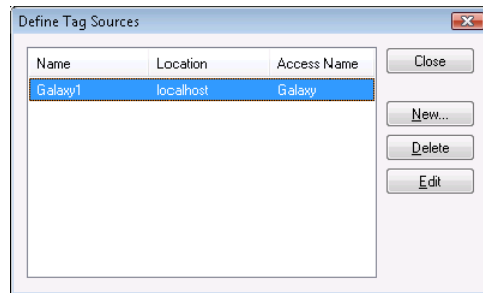 Define Tag Sources
Name Location Access Name
Galaxy1 localhost Galaxy
Close
New...
Delete
Edit